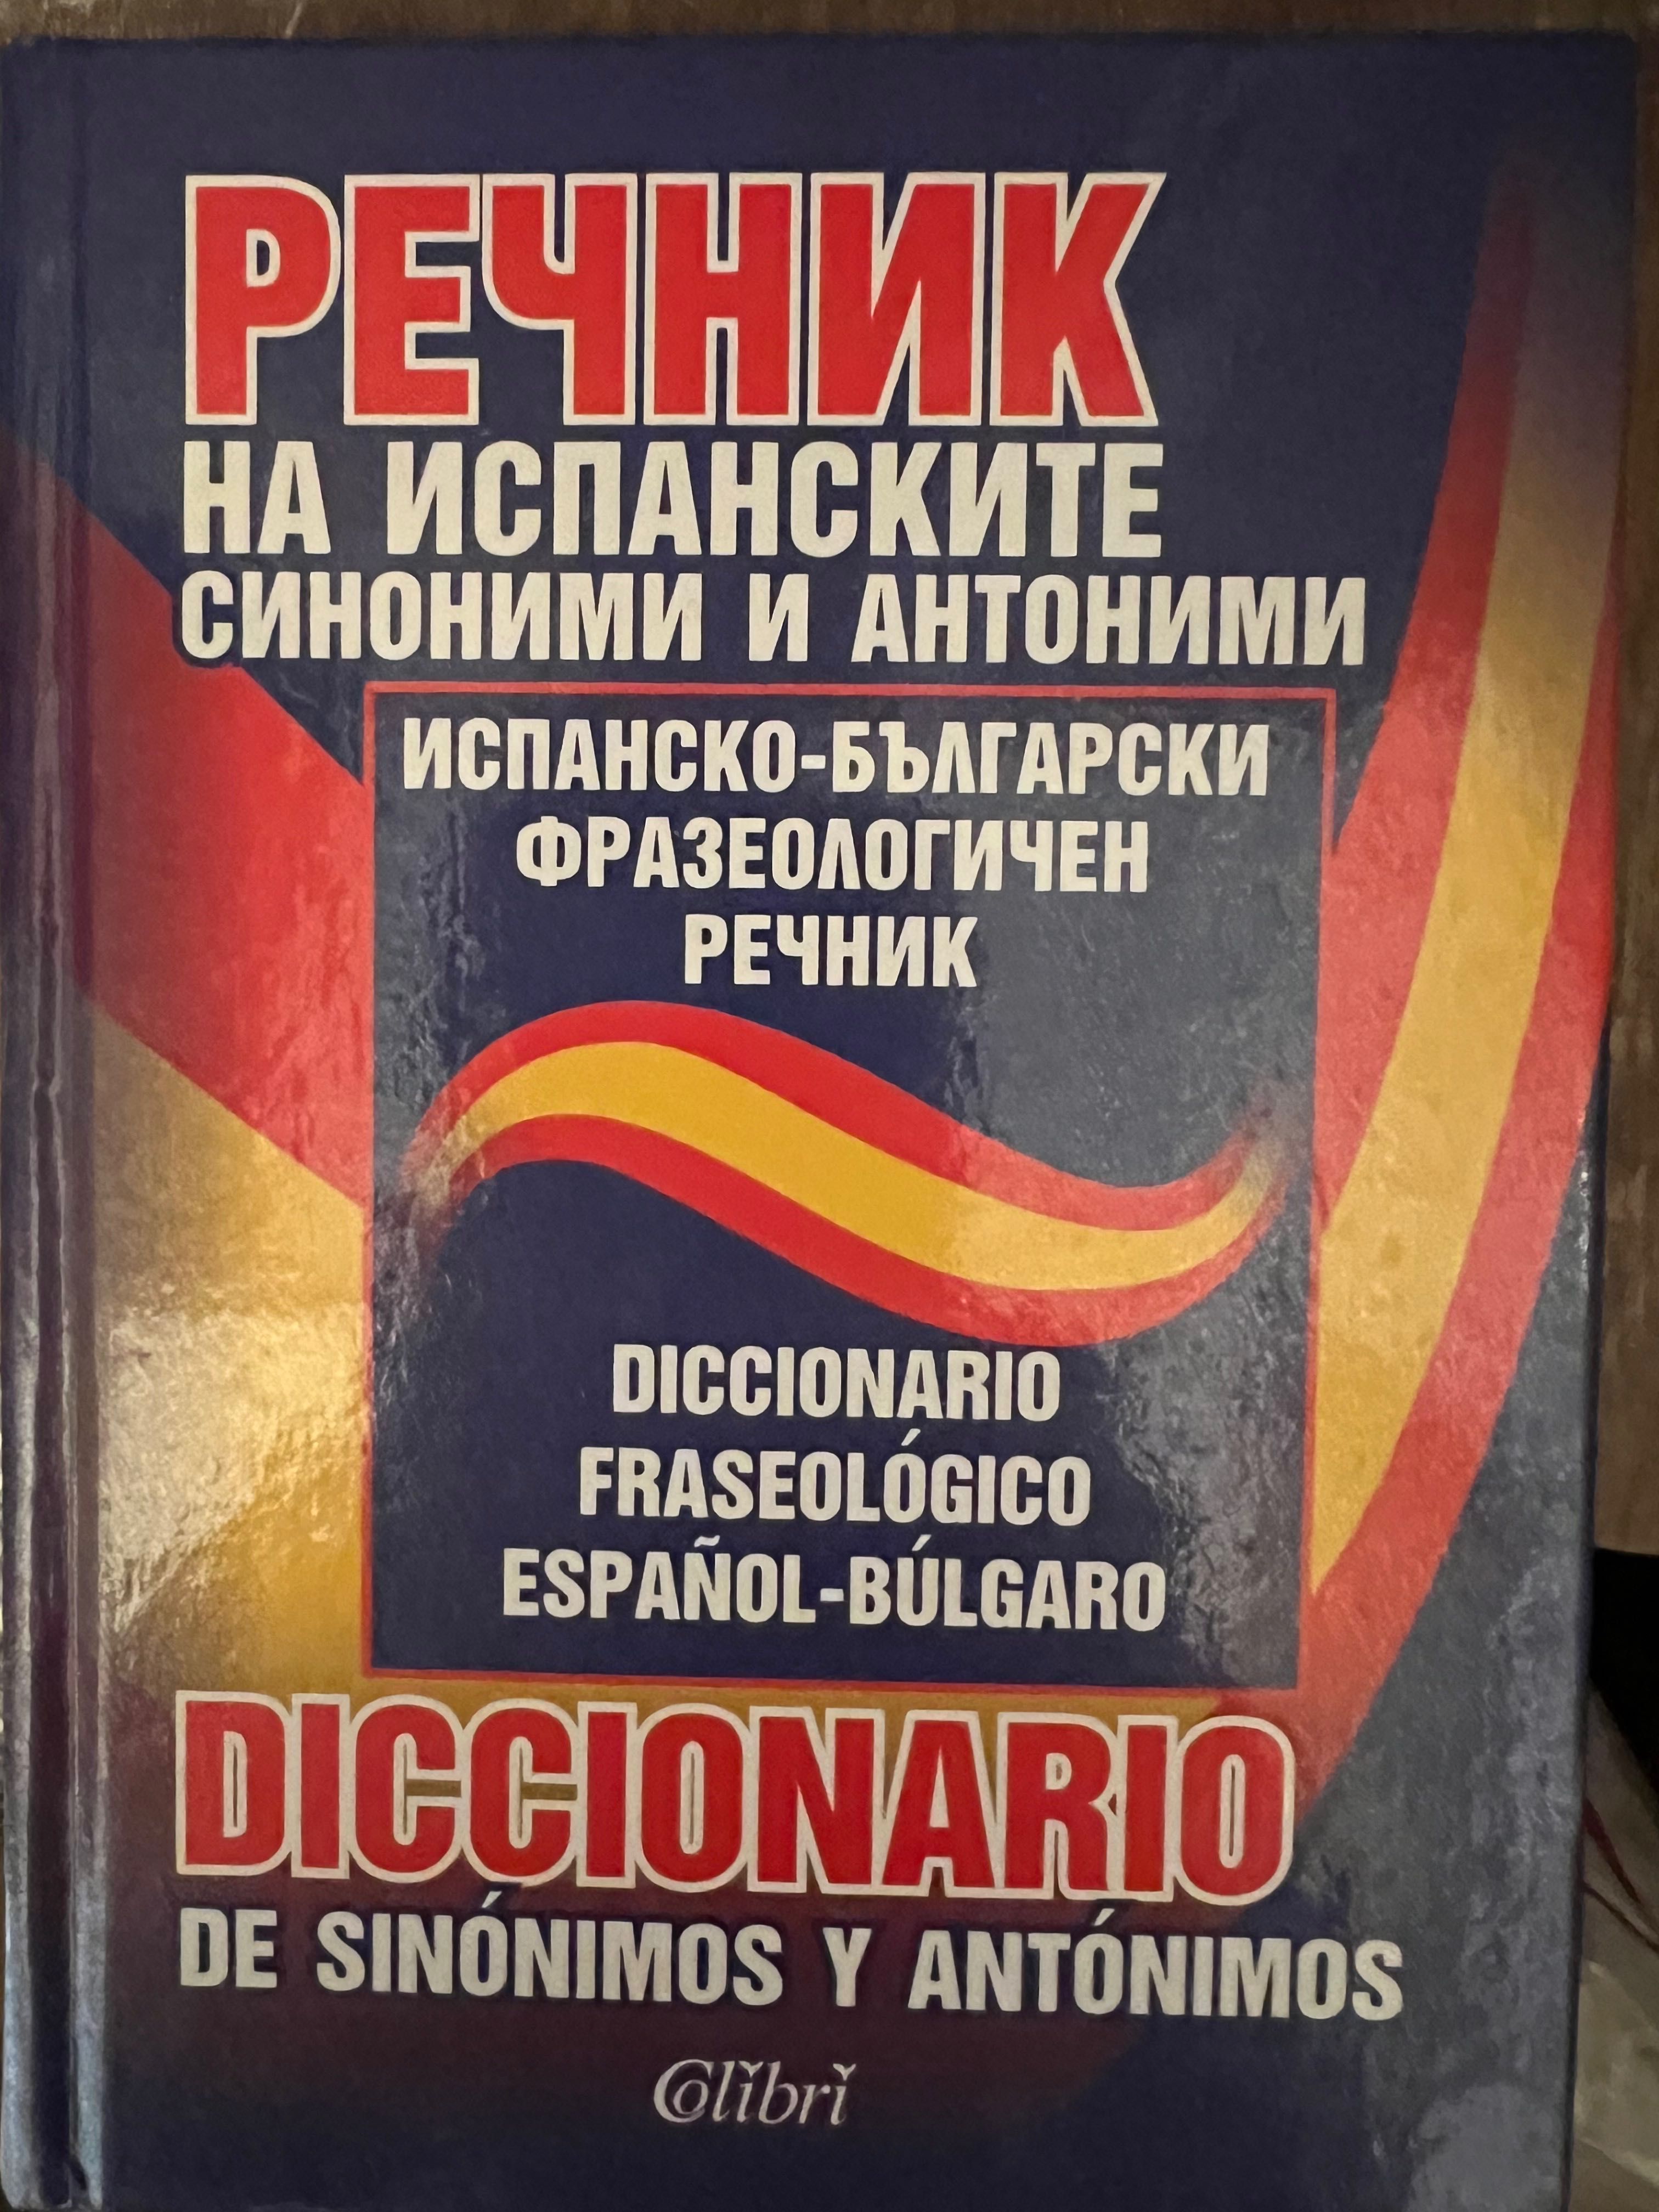 РЕЧНИК
НА ИСПАНСКИТЕ
СИНОНИМИ И АНТОНИМИ
ИСПАНСКО-БЪЛГАРСКИ
ФРАЗЕОЛОГИЧЕН
РЕЧНИК
DICCIONARIO
FRASEOLÓGICO
ESPAÑOL-BÚLGARO
DICCIONARIO
DE SINÓNIMOS Y ANTÓNIMOS
Colibri